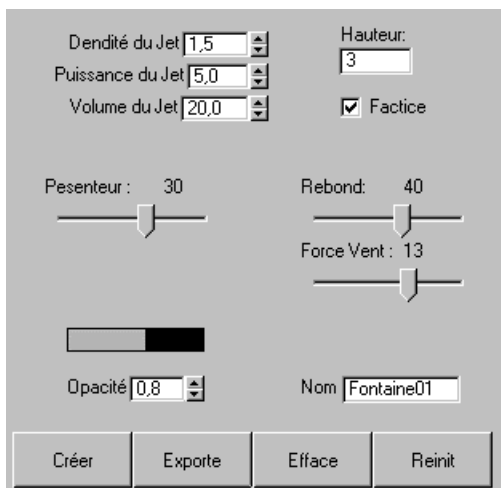 Dendité du Jet 1,5
Hauteur:
3
Puissance du Jet 5,0
Volume du Jet 20,0
Factice
Pesenteur : 30
Rebond: 40
Force Vent : 13
Opacité 0,8
Nom Fontaine01
Créer Exporte Efface Reinit